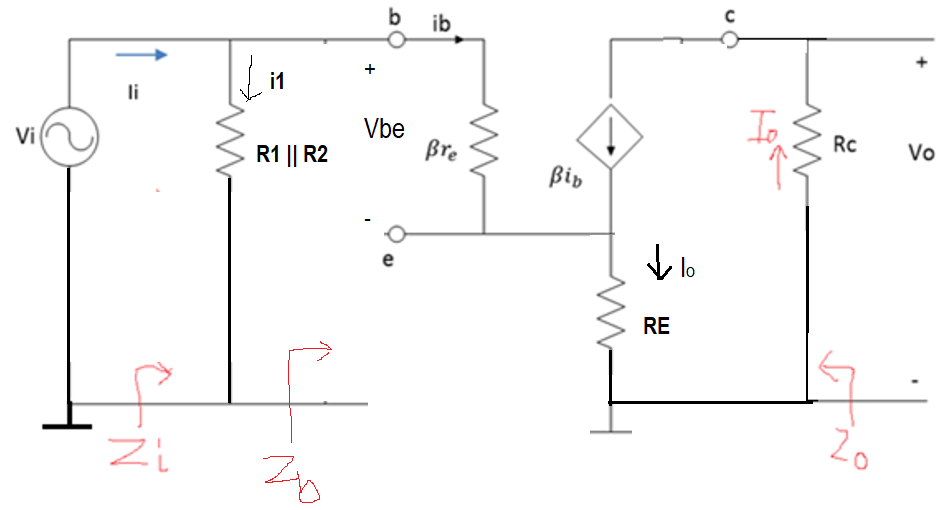 b
ib
c
+
Ii
i1
+
Vi
Vbe
R1 || R2
βre
βib
Io
Rc
Vo
-
e
Io
RE
-
Zi
Zb
Zo